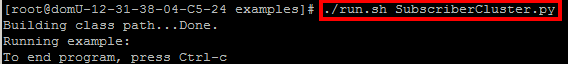 [root@domU-12-31-38-04-C5-24 examples]# ./run.sh SubscriberCluster.py
Building class path...Done.
Running example:
To end program, press Ctrl-c